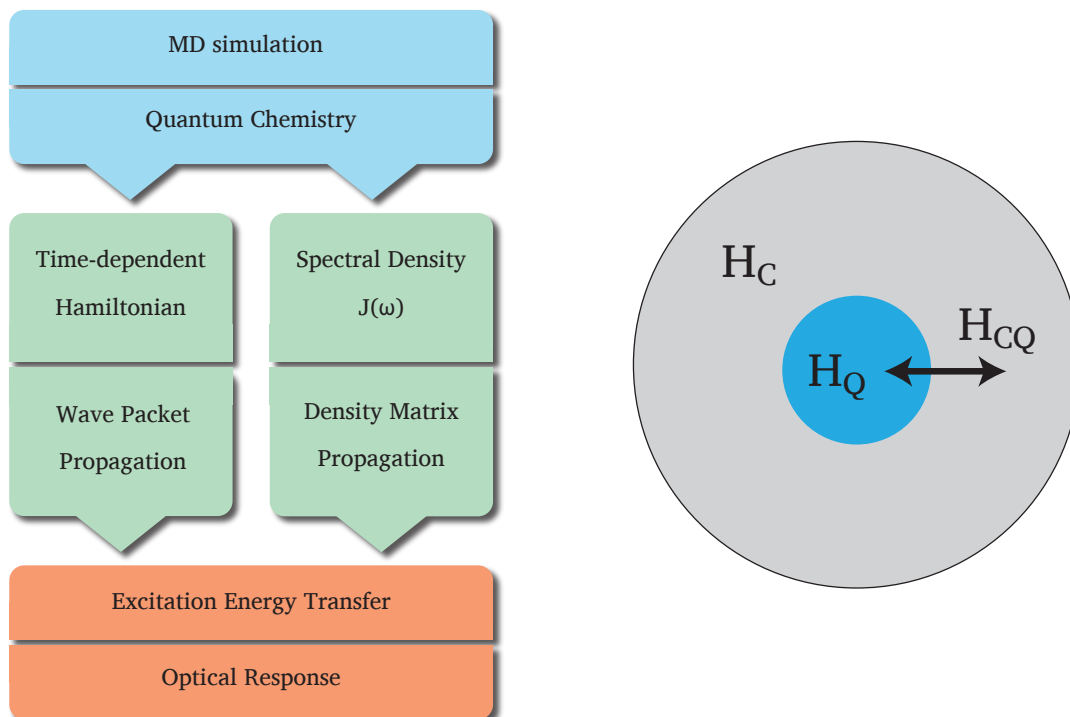 MD simulation
Quantum Chemistry
Time-dependent
Hamiltonian
Wave Packet
Propagation
Spectral Density
J(ω)
Density Matrix
Propagation
Excitation Energy Transfer
Optical Response
H_C
H_CQ
H_Q